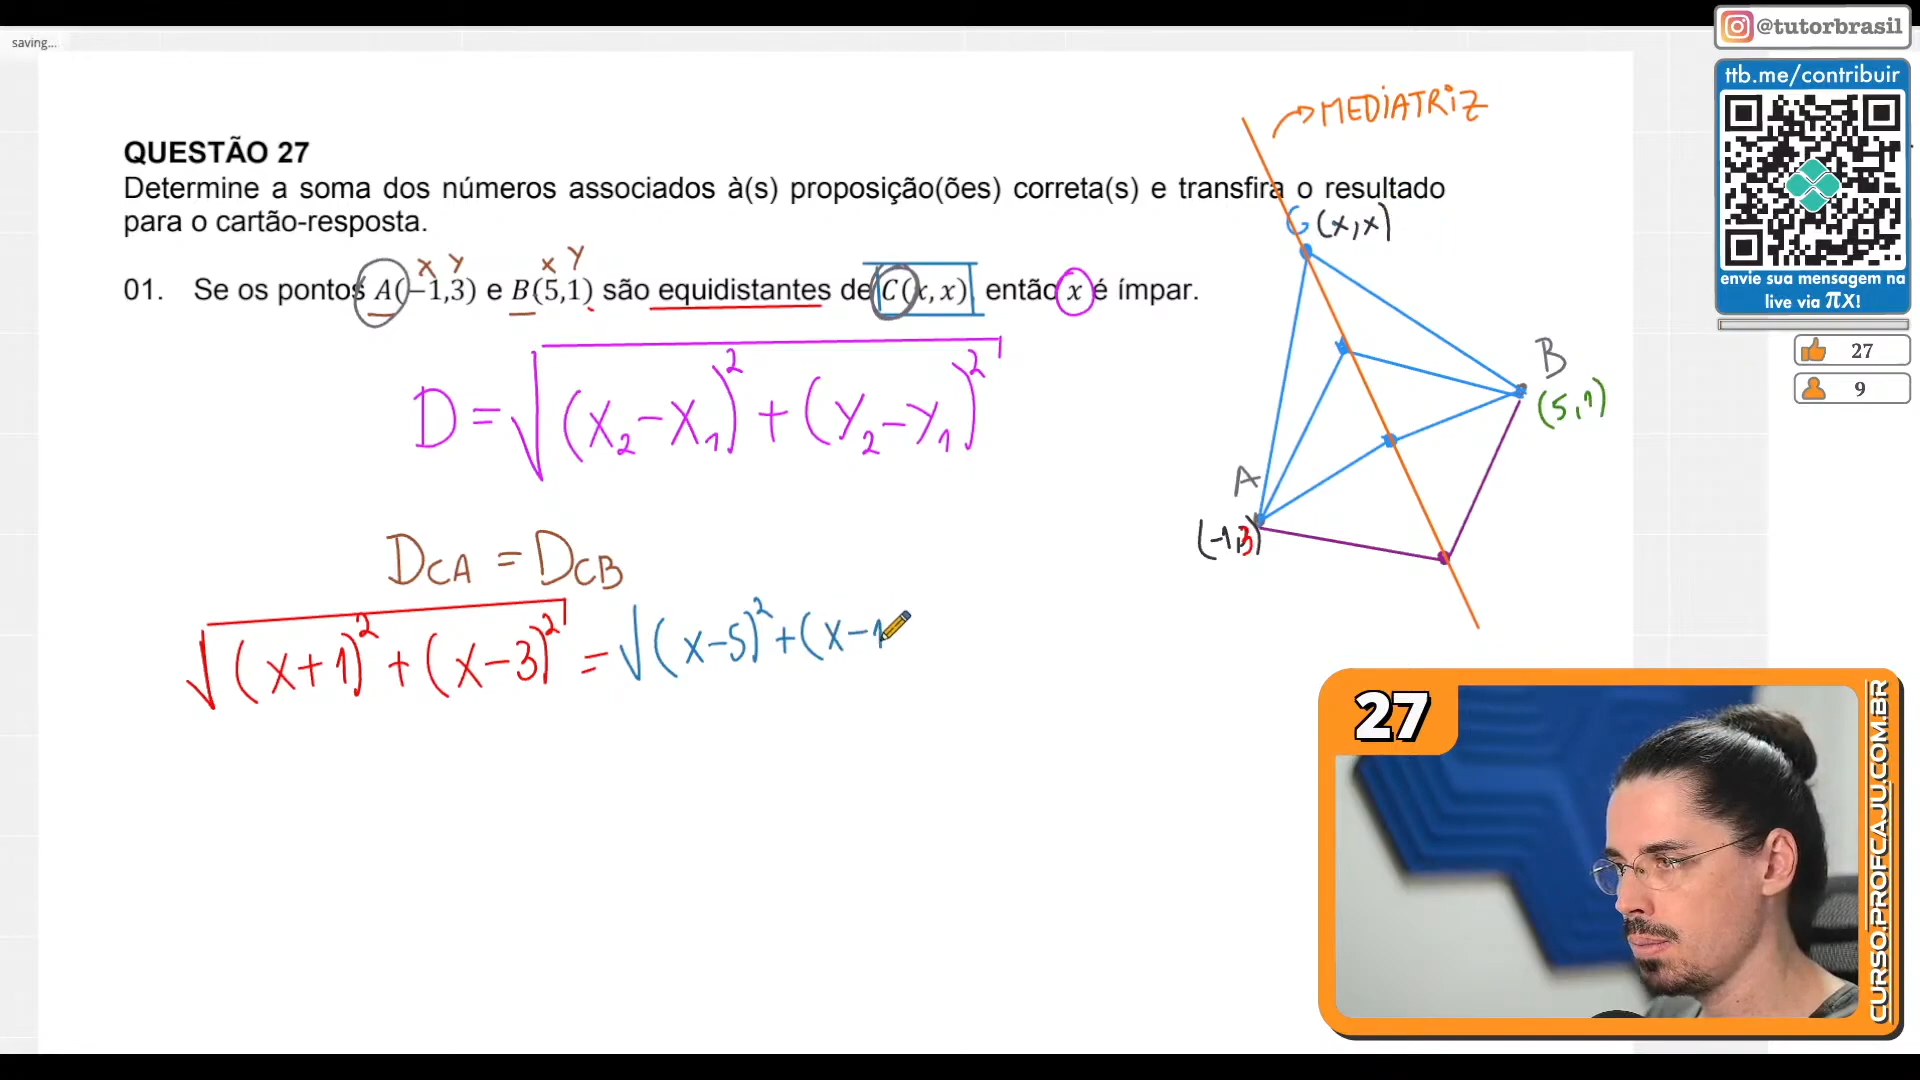 saving...
@tutorbrasil
ttb.me/contribuir
envie sua mensagem na
live via πX!
27
9
MEDIATRIZ
QUESTÃO 27
Determine a soma dos números associados à(s) proposição(ões) correta(s) e transfira o resultado
para o cartão-resposta.
C(x,x)
x y x y
01. Se os pontos A(−1,3) e B(5,1) são equidistantes de C(x,x), então x é ímpar.
D=√(x₂−x₁)²+(y₂−y₁)²
B
(5,1)
A
(-1,3)
D_CA = D_CB
√(x+1)²+(x−3)² = √(x−5)²+(x−1
27
CURSO.PROFCAJU.COM.BR